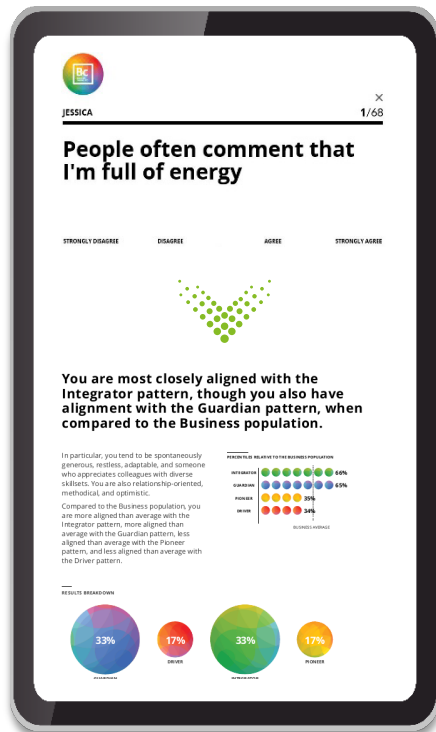 Bc
×
JESSICA
1/68
People often comment that
I'm full of energy
STRONGLY DISAGREE DISAGREE AGREE STRONGLY AGREE
You are most closely aligned with the
Integrator pattern, though you also have
alignment with the Guardian pattern, when
compared to the Business population.
In particular, you tend to be spontaneously
generous, restless, adaptable, and someone
who appreciates colleagues with diverse
skillsets. You are also relationship-oriented,
methodical, and optimistic.
Compared to the Business population, you
are more aligned than average with the
Integrator pattern, more aligned than
average with the Guardian pattern, less
aligned than average with the Pioneer
pattern, and less aligned than average with
the Driver pattern.
PERCENTILES RELATIVE TO THE BUSINESS POPULATION
INTEGRATOR 66%
GUARDIAN 65%
PIONEER 35%
DRIVER 34%
BUSINESS AVERAGE
RESULTS BREAKDOWN
33% 17% 33% 17%
DRIVER PIONEER
GUARDIAN INTEGRATOR